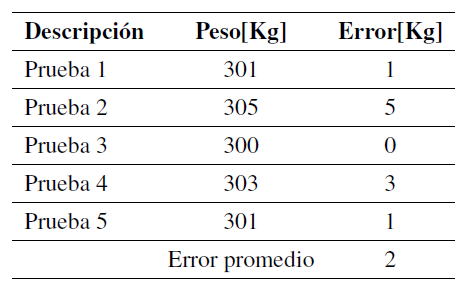 Descripción Peso[Kg] Error[Kg]
Prueba 1 301 1
Prueba 2 305 5
Prueba 3 300 0
Prueba 4 303 3
Prueba 5 301 1
Error promedio 2